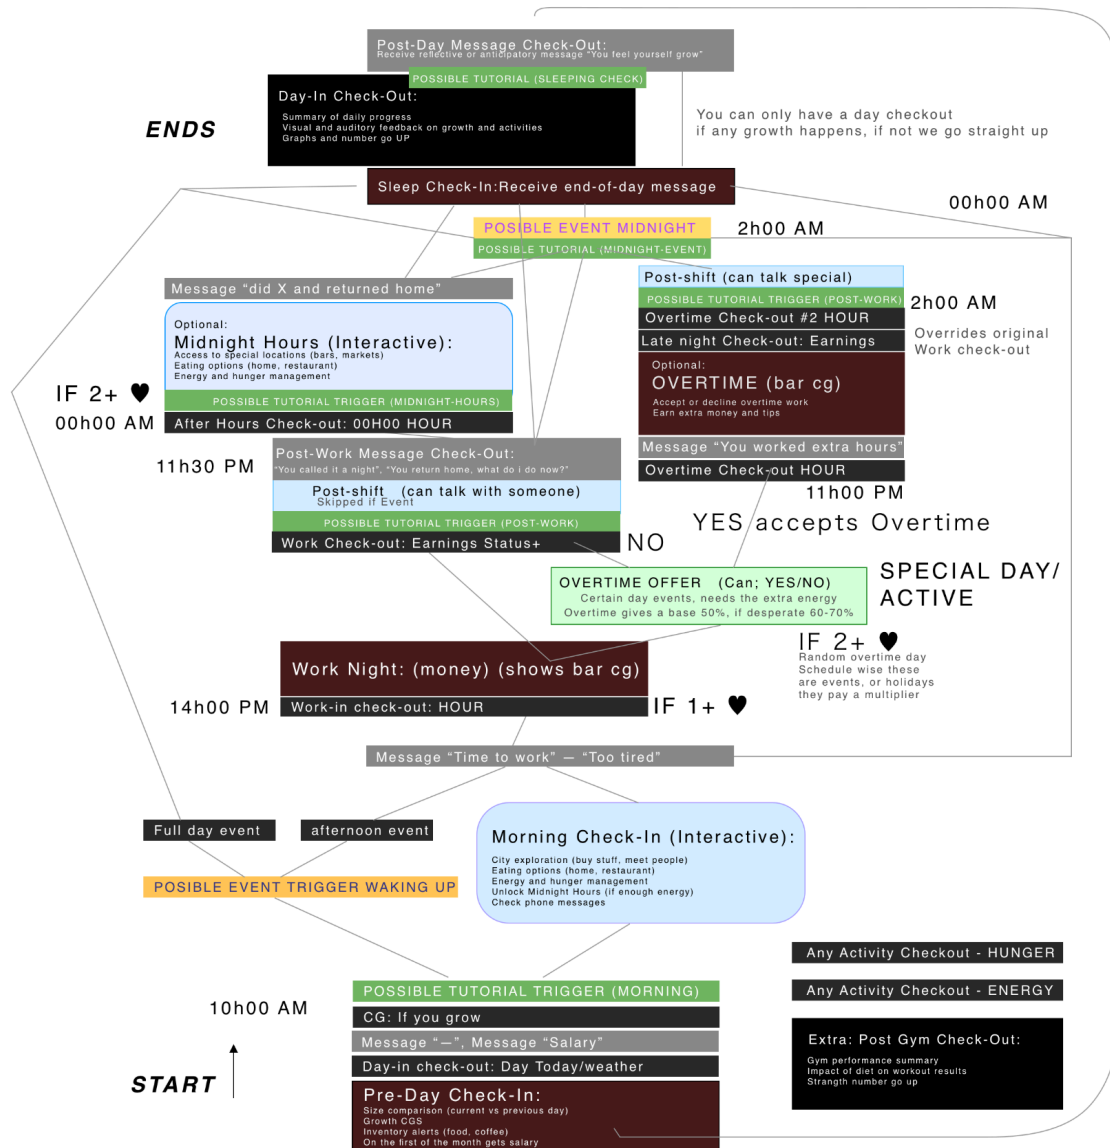 Post-Day Message Check-Out:
Receive reflective or anticipatory message “You feel yourself grow”
POSSIBLE TUTORIAL (SLEEPING CHECK)
Day-In Check-Out:
Summary of daily progress
Visual and auditory feedback on growth and activities
Graphs and number go UP
ENDS
You can only have a day checkout
if any growth happens, if not we go straight up
Sleep Check-In:Receive end-of-day message
00h00 AM
POSIBLE EVENT MIDNIGHT
2h00 AM
POSSIBLE TUTORIAL (MIDNIGHT-EVENT)
Message “did X and returned home”
Optional:
Midnight Hours (Interactive):
Access to special locations (bars, markets)
Eating options (home, restaurant)
Energy and hunger management
POSSIBLE TUTORIAL TRIGGER (MIDNIGHT-HOURS)
After Hours Check-out: 00H00 HOUR
IF 2+ ♥
00h00 AM
Post-shift (can talk special)
POSSIBLE TUTORIAL TRIGGER (POST-WORK)
2h00 AM
Overtime Check-out #2 HOUR
Late night Check-out: Earnings
Overrides original
Work check-out
Optional:
OVERTIME (bar cg)
Accept or decline overtime work
Earn extra money and tips
Message “You worked extra hours”
Overtime Check-out HOUR
11h00 PM
11h30 PM
Post-Work Message Check-Out:
“You called it a night”, “You return home, what do i do now?”
Post-shift (can talk with someone)
Skipped if Event
POSSIBLE TUTORIAL TRIGGER (POST-WORK)
Work Check-out: Earnings Status+
NO
YES accepts Overtime
OVERTIME OFFER (Can; YES/NO)
Certain day events, needs the extra energy
Overtime gives a base 50%, if desperate 60-70%
SPECIAL DAY/
ACTIVE
IF 2+ ♥
Random overtime day
Schedule wise these
are events, or holidays
they pay a multiplier
Work Night: (money) (shows bar cg)
14h00 PM
Work-in check-out: HOUR
IF 1+ ♥
Message “Time to work” — “Too tired”
Full day event
afternoon event
POSIBLE EVENT TRIGGER WAKING UP
Morning Check-In (Interactive):
City exploration (buy stuff, meet people)
Eating options (home, restaurant)
Energy and hunger management
Unlock Midnight Hours (if enough energy)
Check phone messages
10h00 AM
POSSIBLE TUTORIAL TRIGGER (MORNING)
CG: If you grow
Message “—”, Message “Salary”
Day-in check-out: Day Today/weather
START
Pre-Day Check-In:
Size comparison (current vs previous day)
Growth CGS
Inventory alerts (food, coffee)
On the first of the month gets salary
Any Activity Checkout - HUNGER
Any Activity Checkout - ENERGY
Extra: Post Gym Check-Out:
Gym performance summary
Impact of diet on workout results
Strangth number go up